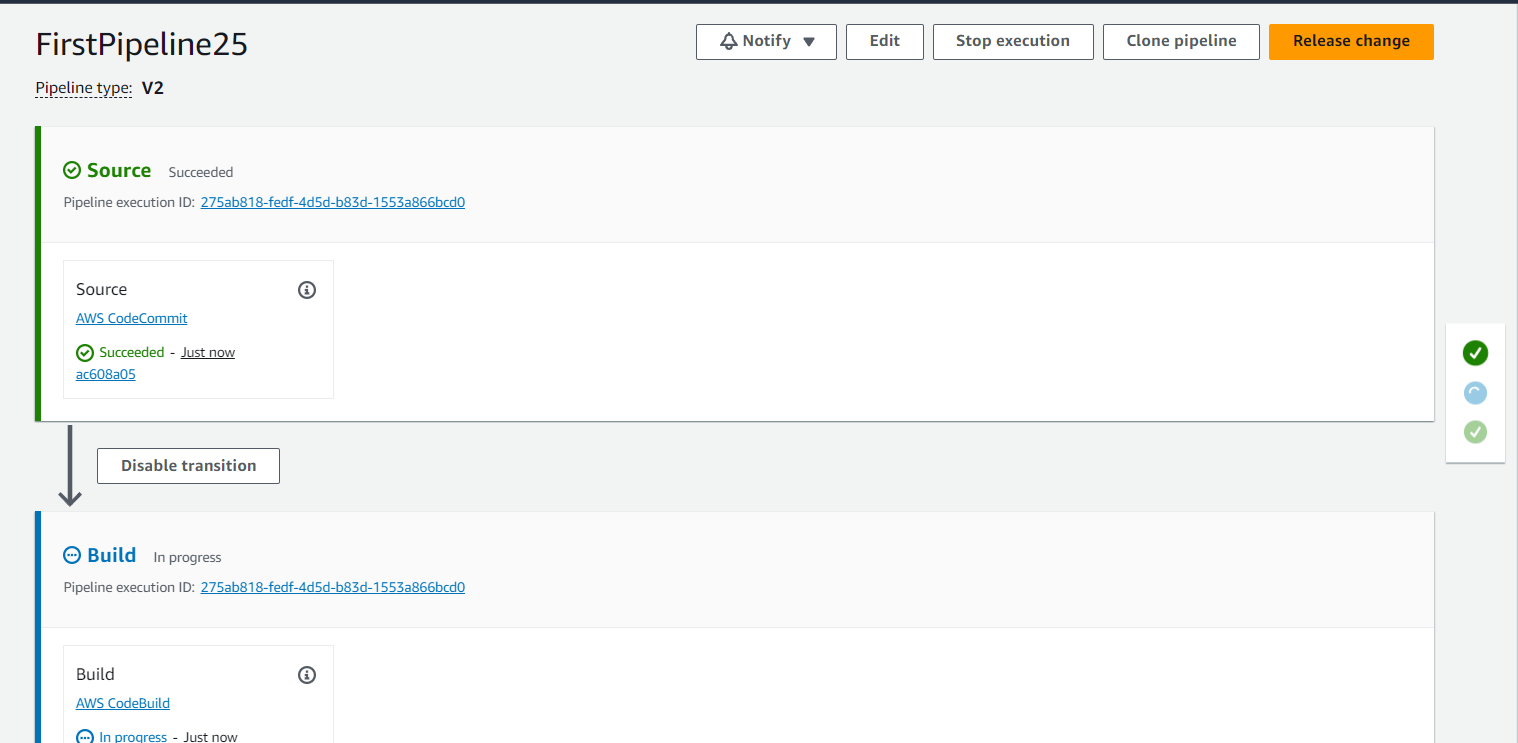 FirstPipeline25
Notify
Edit
Stop execution
Clone pipeline
Release change
Pipeline type: V2
Source Succeeded
Pipeline execution ID: 275ab818-fedf-4d5d-b83d-1553a866bcd0
Source
AWS CodeCommit
Succeeded - Just now
ac608a05
Disable transition
Build In progress
Pipeline execution ID: 275ab818-fedf-4d5d-b83d-1553a866bcd0
Build
AWS CodeBuild
In progress - Just now